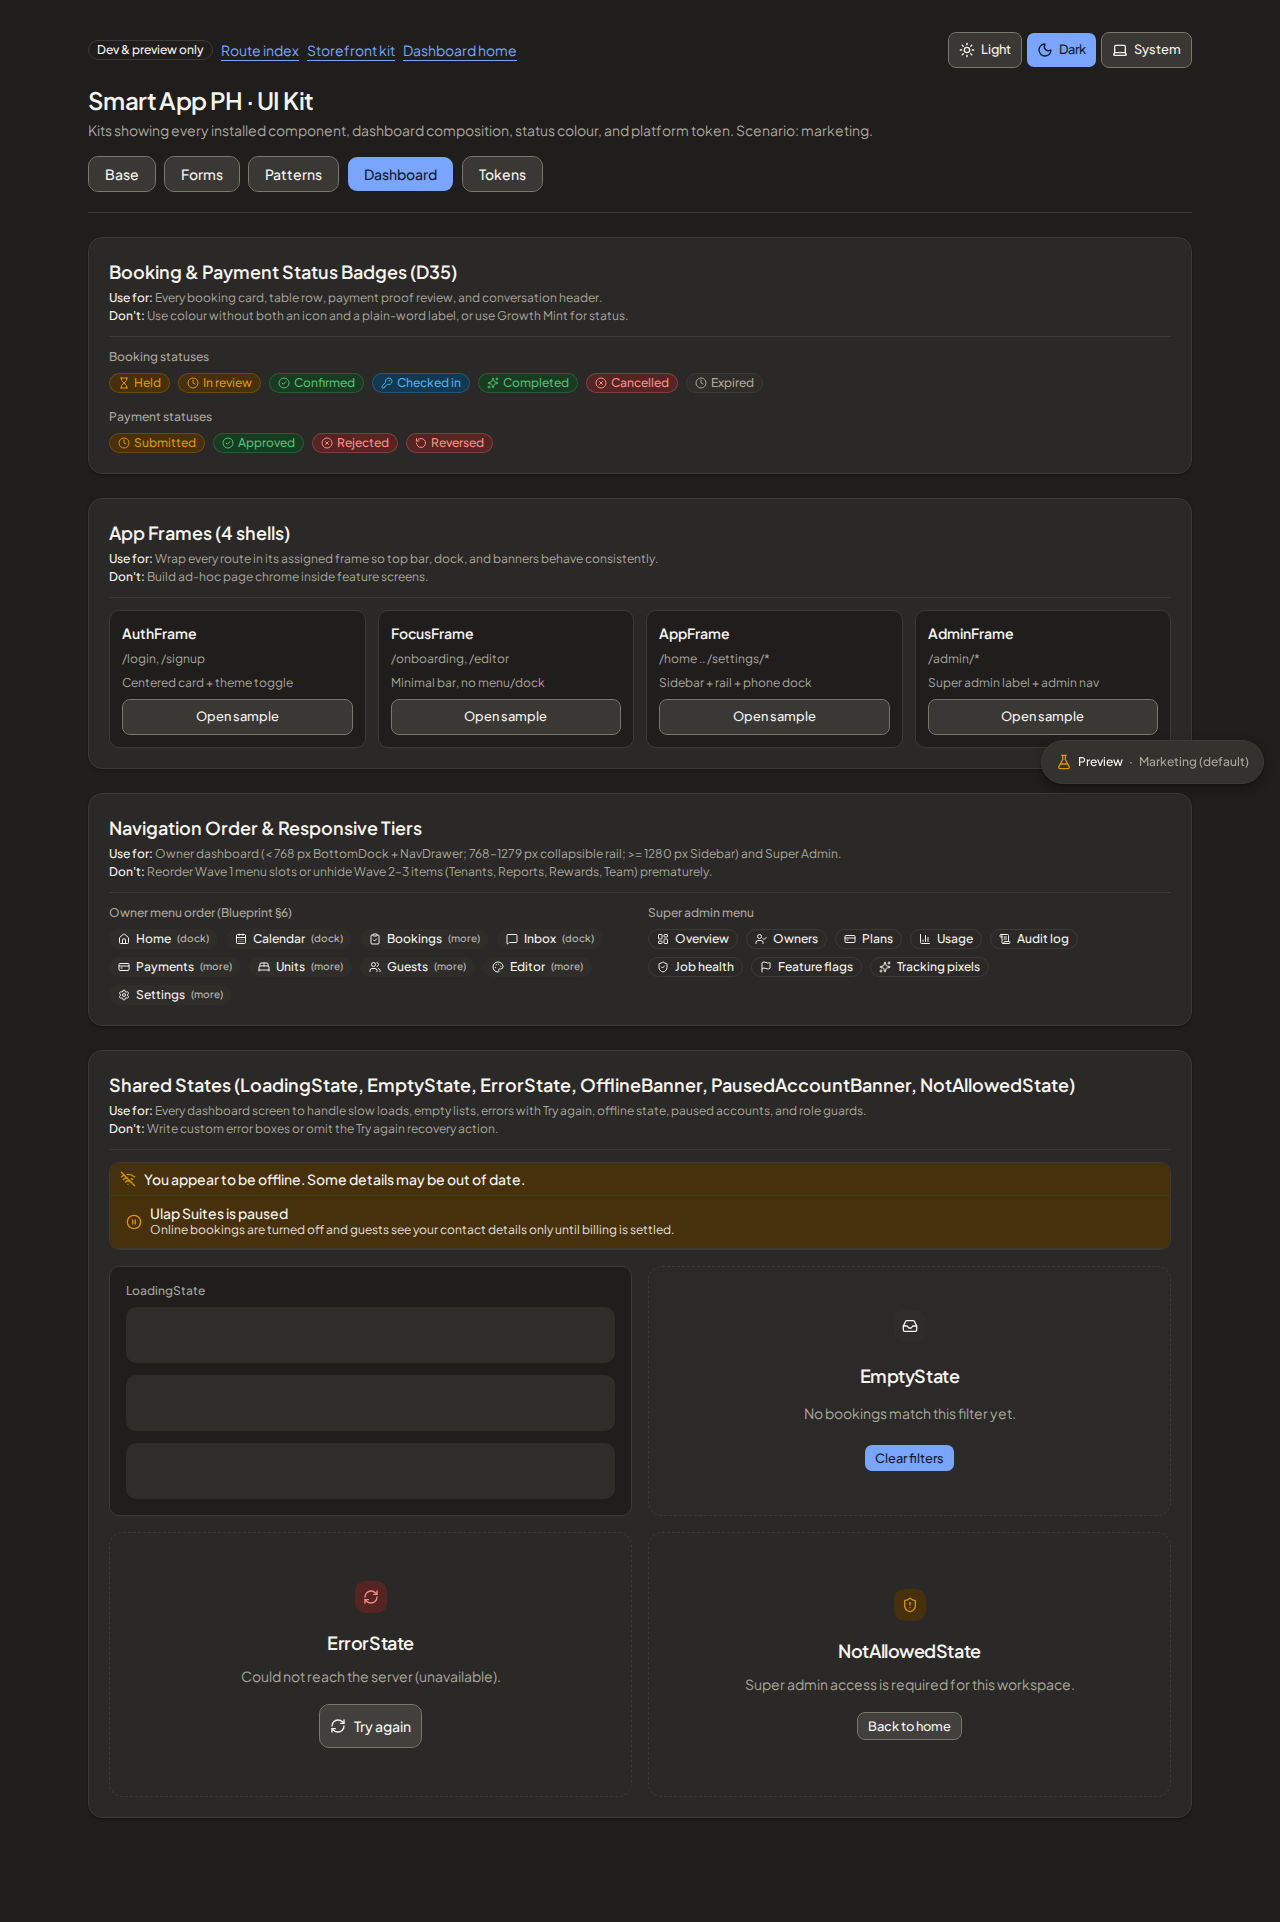 Dev & preview only Route index Storefront kit Dashboard home Light Dark System
Smart App PH · UI Kit
Kits showing every installed component, dashboard composition, status colour, and platform token. Scenario: marketing.
Base Forms Patterns Dashboard Tokens
Booking & Payment Status Badges (D35)
Use for: Every booking card, table row, payment proof review, and conversation header.
Don't: Use colour without both an icon and a plain-word label, or use Growth Mint for status.
Booking statuses
Held In review Confirmed Checked in Completed Cancelled Expired
Payment statuses
Submitted Approved Rejected Reversed
App Frames (4 shells)
Use for: Wrap every route in its assigned frame so top bar, dock, and banners behave consistently.
Don't: Build ad-hoc page chrome inside feature screens.
AuthFrame
/login, /signup
Centered card + theme toggle
Open sample
FocusFrame
/onboarding, /editor
Minimal bar, no menu/dock
Open sample
AppFrame
/home .. /settings/*
Sidebar + rail + phone dock
Open sample
AdminFrame
/admin/*
Super admin label + admin nav
Open sample
Preview · Marketing (default)
Navigation Order & Responsive Tiers
Use for: Owner dashboard (< 768 px BottomDock + NavDrawer; 768–1279 px collapsible rail; >= 1280 px Sidebar) and Super Admin.
Don't: Reorder Wave 1 menu slots or unhide Wave 2–3 items (Tenants, Reports, Rewards, Team) prematurely.
Owner menu order (Blueprint §6)
Home (dock) Calendar (dock) Bookings (more) Inbox (dock)
Payments (more) Units (more) Guests (more) Editor (more)
Settings (more)
Super admin menu
Overview Owners Plans Usage Audit log
Job health Feature flags Tracking pixels
Shared States (LoadingState, EmptyState, ErrorState, OfflineBanner, PausedAccountBanner, NotAllowedState)
Use for: Every dashboard screen to handle slow loads, empty lists, errors with Try again, offline state, paused accounts, and role guards.
Don't: Write custom error boxes or omit the Try again recovery action.
You appear to be offline. Some details may be out of date.
Ulap Suites is paused
Online bookings are turned off and guests see your contact details only until billing is settled.
LoadingState
EmptyState
No bookings match this filter yet.
Clear filters
ErrorState
Could not reach the server (unavailable).
Try again
NotAllowedState
Super admin access is required for this workspace.
Back to home